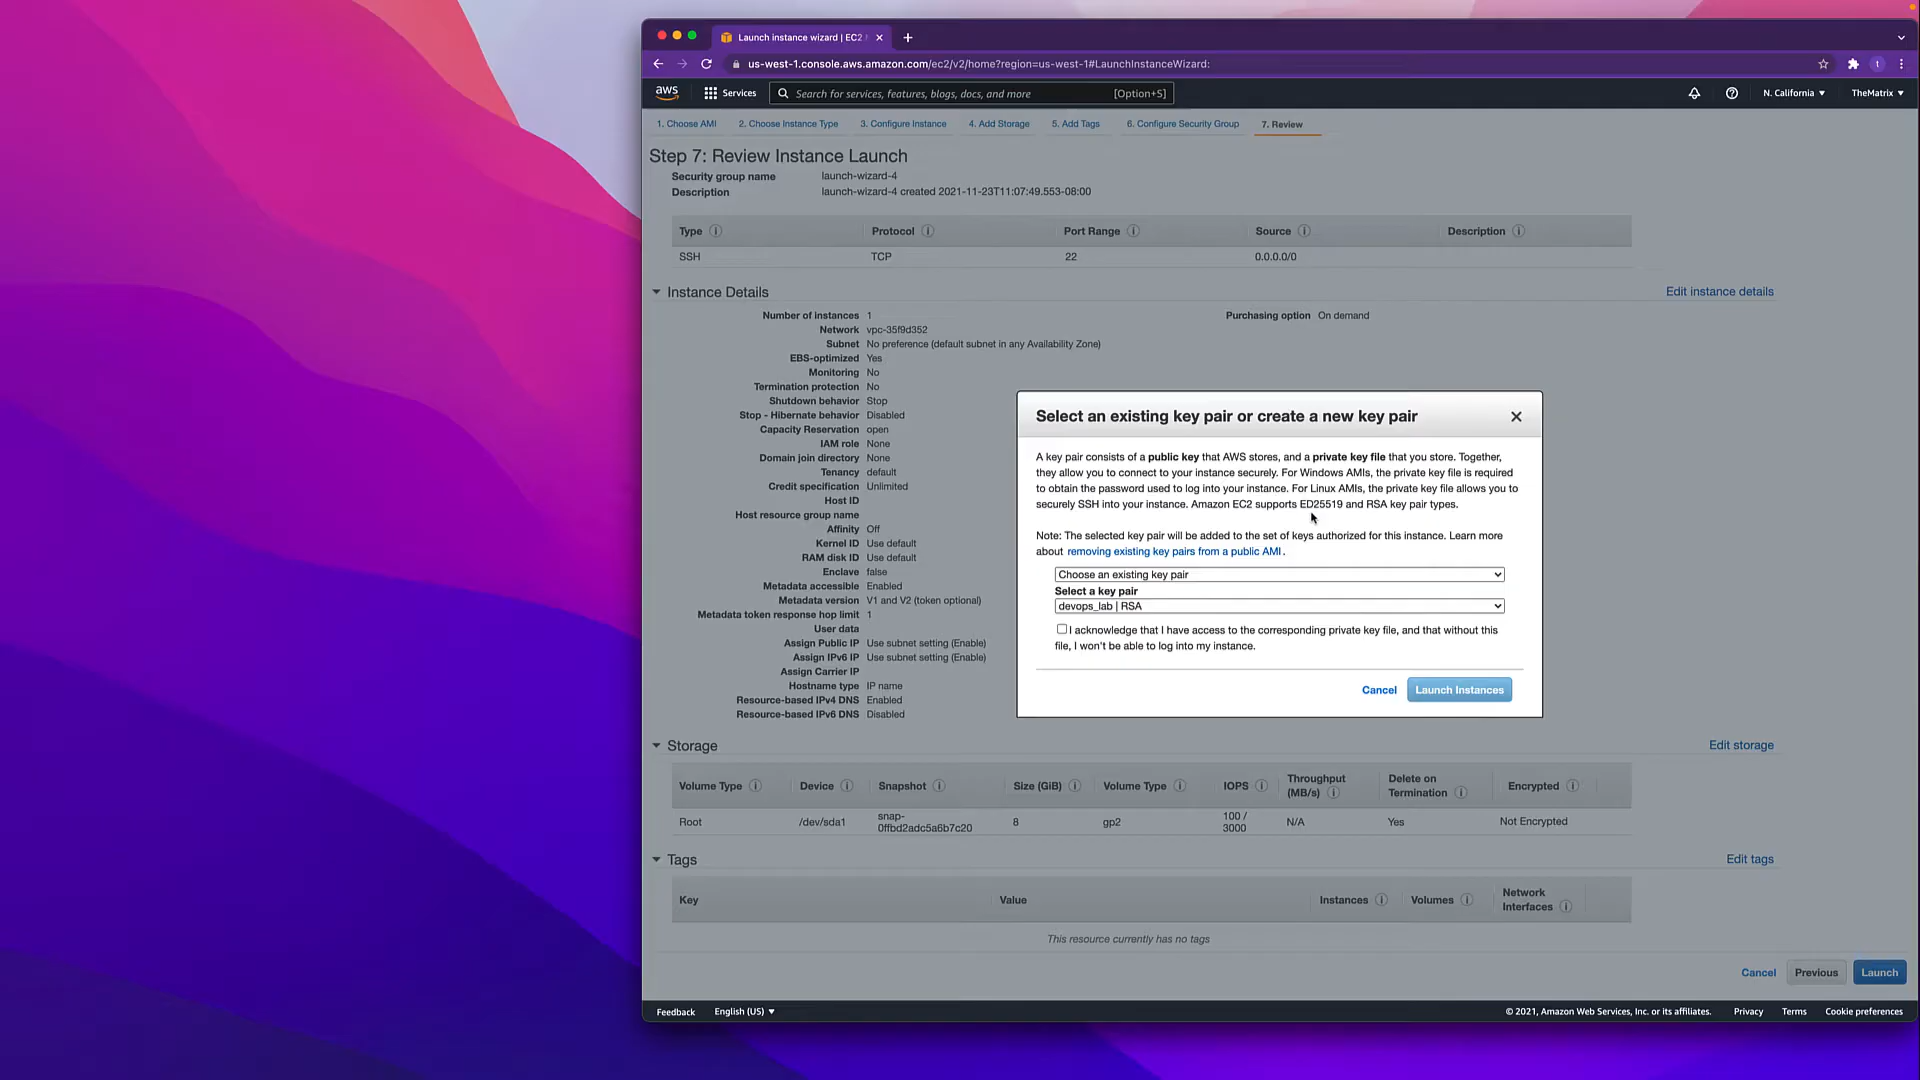 Launch instance wizard | EC2
us-west-1.console.aws.amazon.com/ec2/v2/home?region=us-west-1#LaunchInstanceWizard:
t
aws Services Search for services, features, blogs, docs, and more [Option+S] N. California TheMatrix
1. Choose AMI 2. Choose Instance Type 3. Configure Instance 4. Add Storage 5. Add Tags 6. Configure Security Group 7. Review
Step 7: Review Instance Launch
Security group name launch-wizard-4
Description launch-wizard-4 created 2021-11-23T11:07:49.553-08:00
Type Protocol Port Range Source Description
SSH TCP 22 0.0.0.0/0
Instance Details Edit instance details
Number of instances 1 Purchasing option On demand
Network vpc-35f9d352
Subnet No preference (default subnet in any Availability Zone)
EBS-optimized Yes
Monitoring No
Termination protection No
Shutdown behavior Stop
Stop - Hibernate behavior Disabled
Capacity Reservation open
IAM role None
Domain join directory None
Tenancy default
Credit specification Unlimited
Host ID
Host resource group name
Affinity Off
Kernel ID Use default
RAM disk ID Use default
Enclave false
Metadata accessible Enabled
Metadata version V1 and V2 (token optional)
Metadata token response hop limit 1
User data
Assign Public IP Use subnet setting (Enable)
Assign IPv6 IP Use subnet setting (Enable)
Assign Carrier IP
Hostname type IP name
Resource-based IPv4 DNS Enabled
Resource-based IPv6 DNS Disabled
Select an existing key pair or create a new key pair
A key pair consists of a public key that AWS stores, and a private key file that you store. Together,
they allow you to connect to your instance securely. For Windows AMIs, the private key file is required
to obtain the password used to log into your instance. For Linux AMIs, the private key file allows you to
securely SSH into your instance. Amazon EC2 supports ED25519 and RSA key pair types.
Note: The selected key pair will be added to the set of keys authorized for this instance. Learn more
about removing existing key pairs from a public AMI.
Choose an existing key pair
Select a key pair
devops_lab | RSA
I acknowledge that I have access to the corresponding private key file, and that without this
file, I won't be able to log into my instance.
Cancel Launch Instances
Storage Edit storage
Volume Type Device Snapshot Size (GiB) Volume Type IOPS Throughput (MB/s) Delete on Termination Encrypted
Root /dev/sda1 snap-0ffbd2adc5a6b7c20 8 gp2 100 / 3000 N/A Yes Not Encrypted
Tags Edit tags
Key Value Instances Volumes Network Interfaces
This resource currently has no tags
Cancel Previous Launch
Feedback English (US) © 2021, Amazon Web Services, Inc. or its affiliates. Privacy Terms Cookie preferences